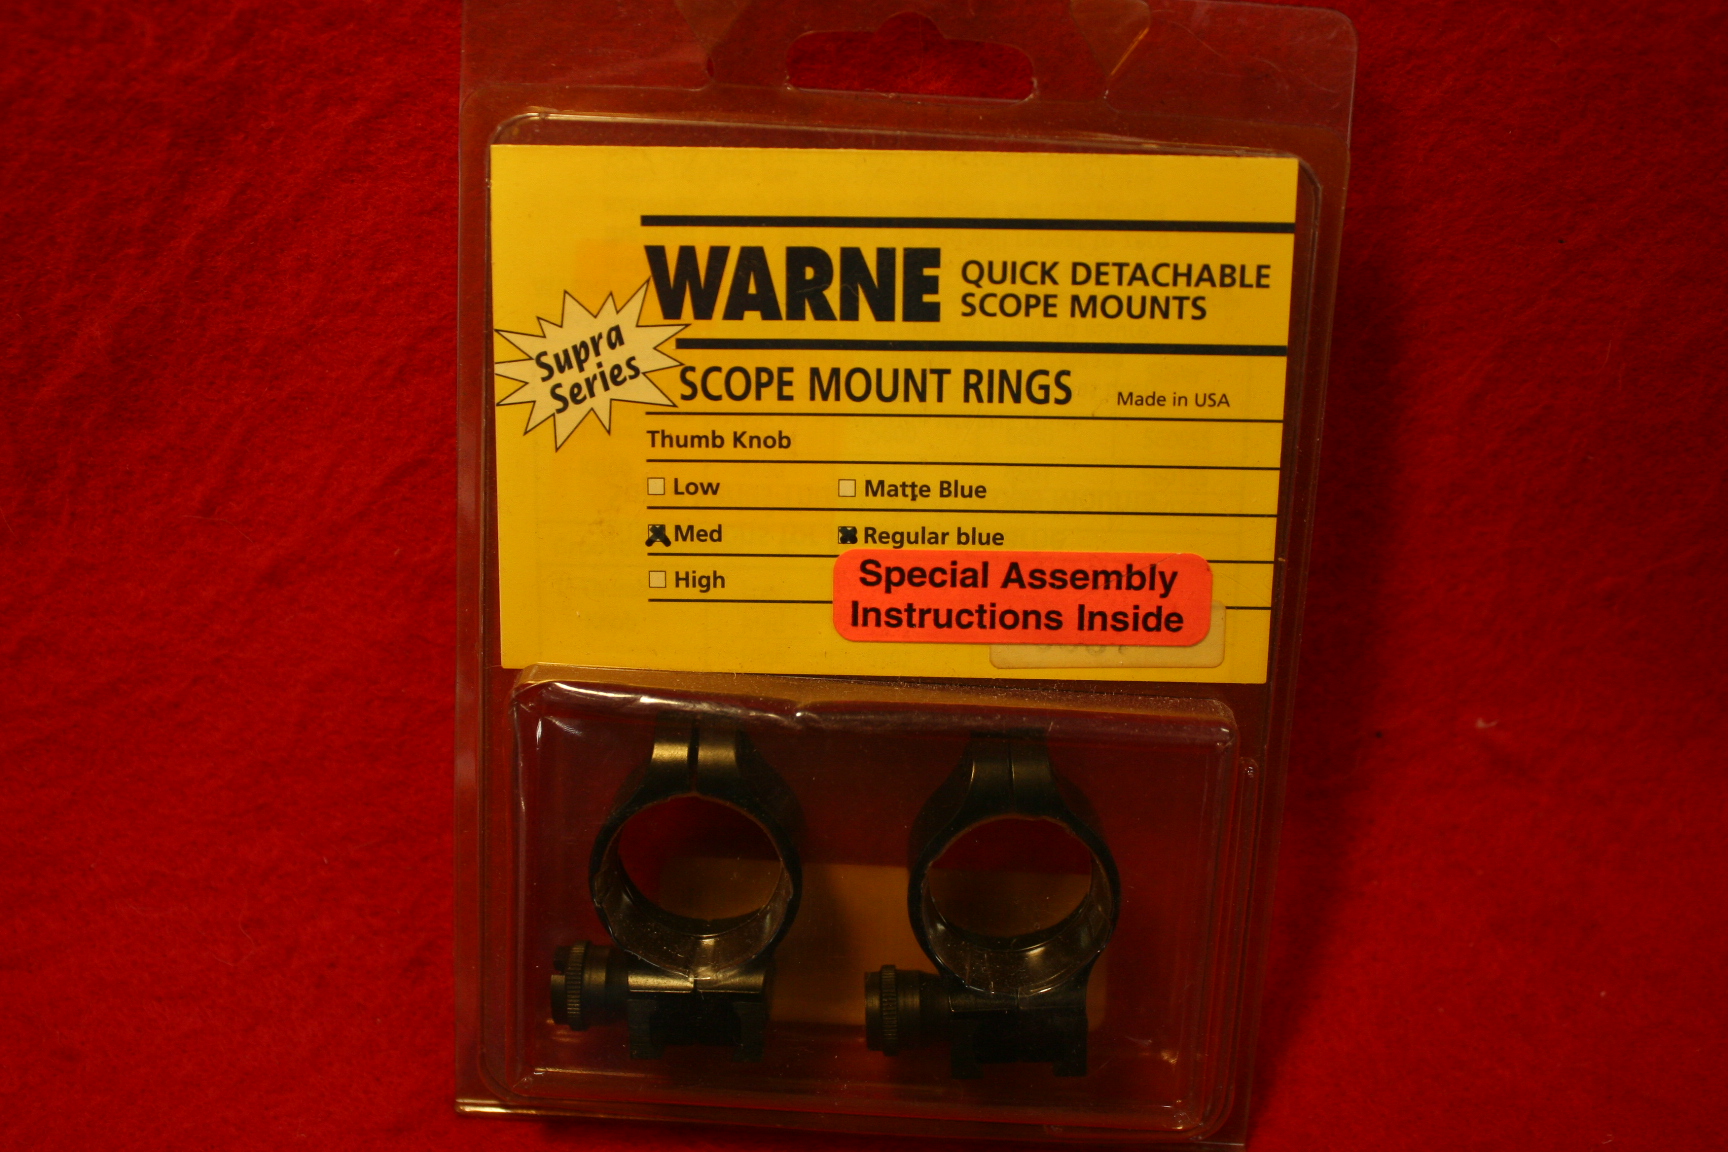 WARNE
QUICK DETACHABLE
SCOPE MOUNTS
Supra
Series
SCOPE MOUNT RINGS Made in USA
Thumb Knob
Low Matte Blue
Med Regular blue
High
Special Assembly
Instructions Inside